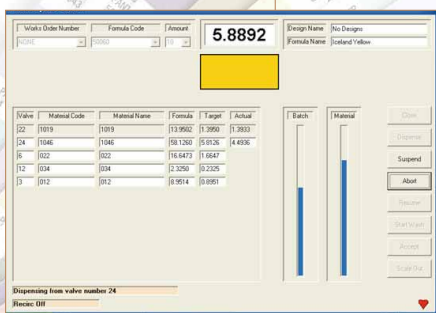 Works Order Number Formula Code Amount 5.8892 Design Name No Designs
NONE 50960 10 Formula Name Iceland Yellow
Valve Material Code Material Name Formula Target Actual Batch Material
22 1019 1019 13.9502 1.3950 1.3933
24 1046 1046 58.1260 5.8126 4.4936
6 022 022 16.6473 1.6647
12 034 034 2.3250 0.2325
3 012 012 8.9514 0.8951
Close
Dispense
Suspend
Abort
Resume
Start Wash
Accept
Scale Out
Dispensing from valve number 24
Recirc Off